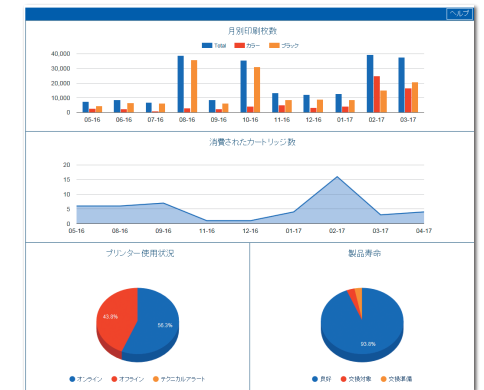 ヘルプ
月別印刷枚数
Total カラー ブラック
40,000
30,000
20,000
10,000
0
05-16 06-16 07-16 08-16 09-16 10-16 11-16 12-16 01-17 02-17 03-17
消費されたカートリッジ数
20
15
10
5
0
05-16 06-16 09-16 11-16 12-16 01-17 02-17 03-17 04-17
プリンター使用状況 製品寿命
43.8% 56.3% 93.8%
オンライン オフライン テクニカルアラート 良好 交換対象 交換準備